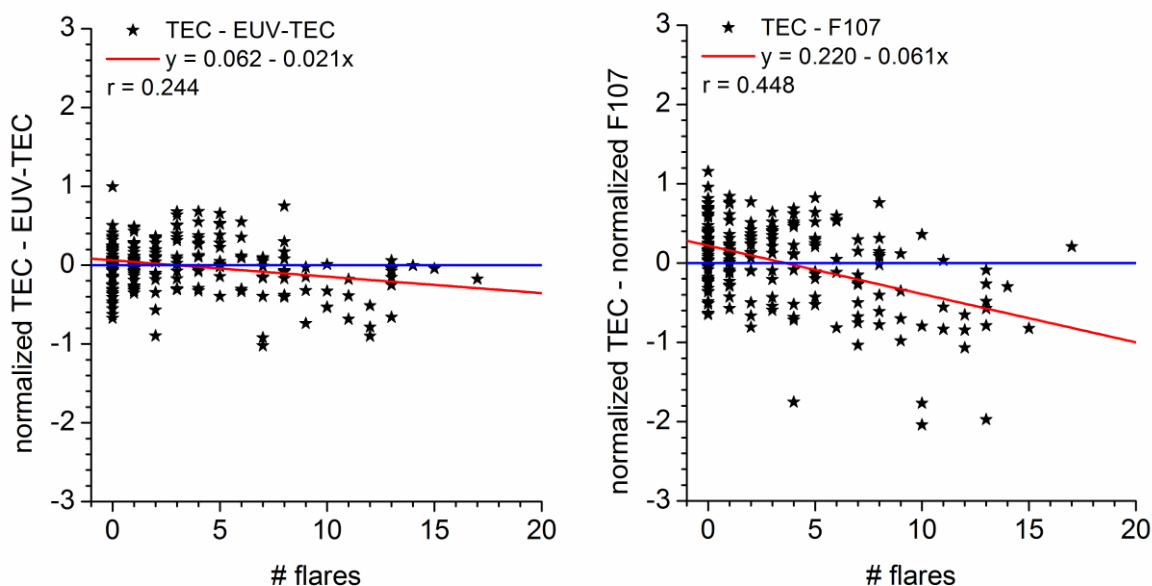 TEC - EUV-TEC
y = 0.062 - 0.021x
r = 0.244
normalized TEC - EUV-TEC
3
2
1
0
-1
-2
-3
0 5 10 15 20
# flares
TEC - F107
y = 0.220 - 0.061x
r = 0.448
normalized TEC - normalized F107
3
2
1
0
-1
-2
-3
0 5 10 15 20
# flares